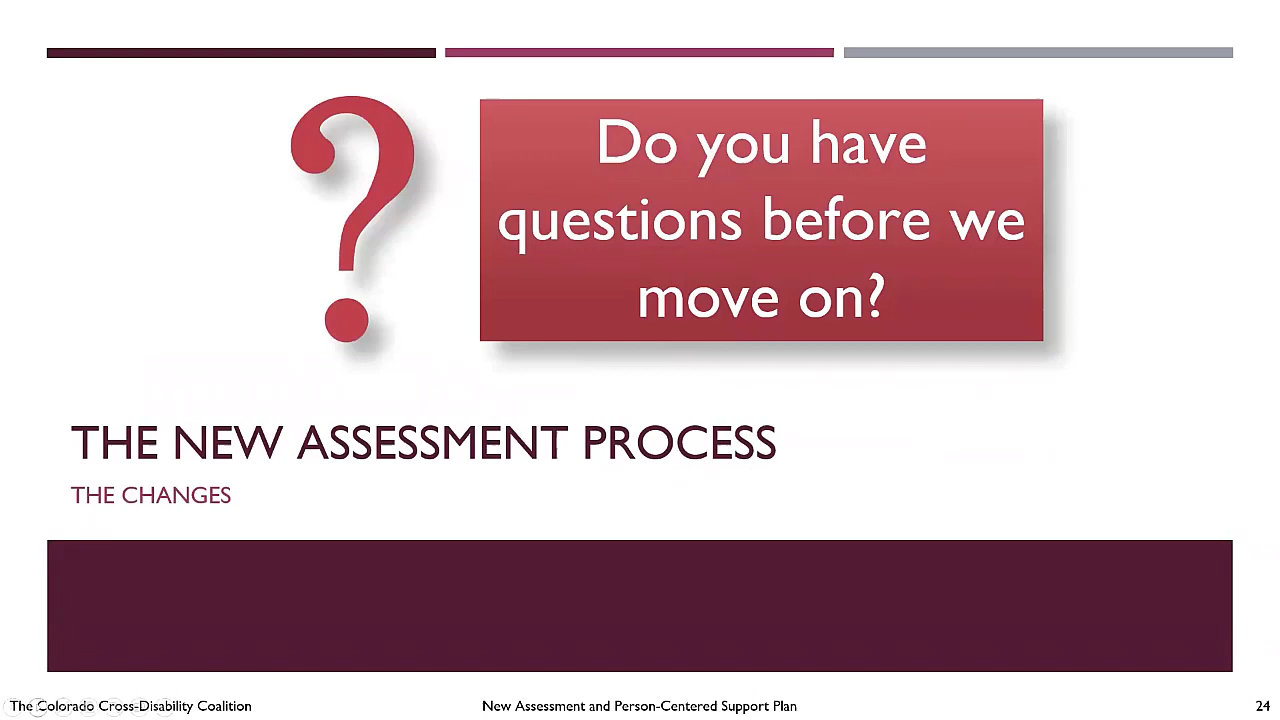 ?
Do you have
questions before we
move on?
THE NEW ASSESSMENT PROCESS
THE CHANGES
The Colorado Cross-Disability Coalition
New Assessment and Person-Centered Support Plan
24